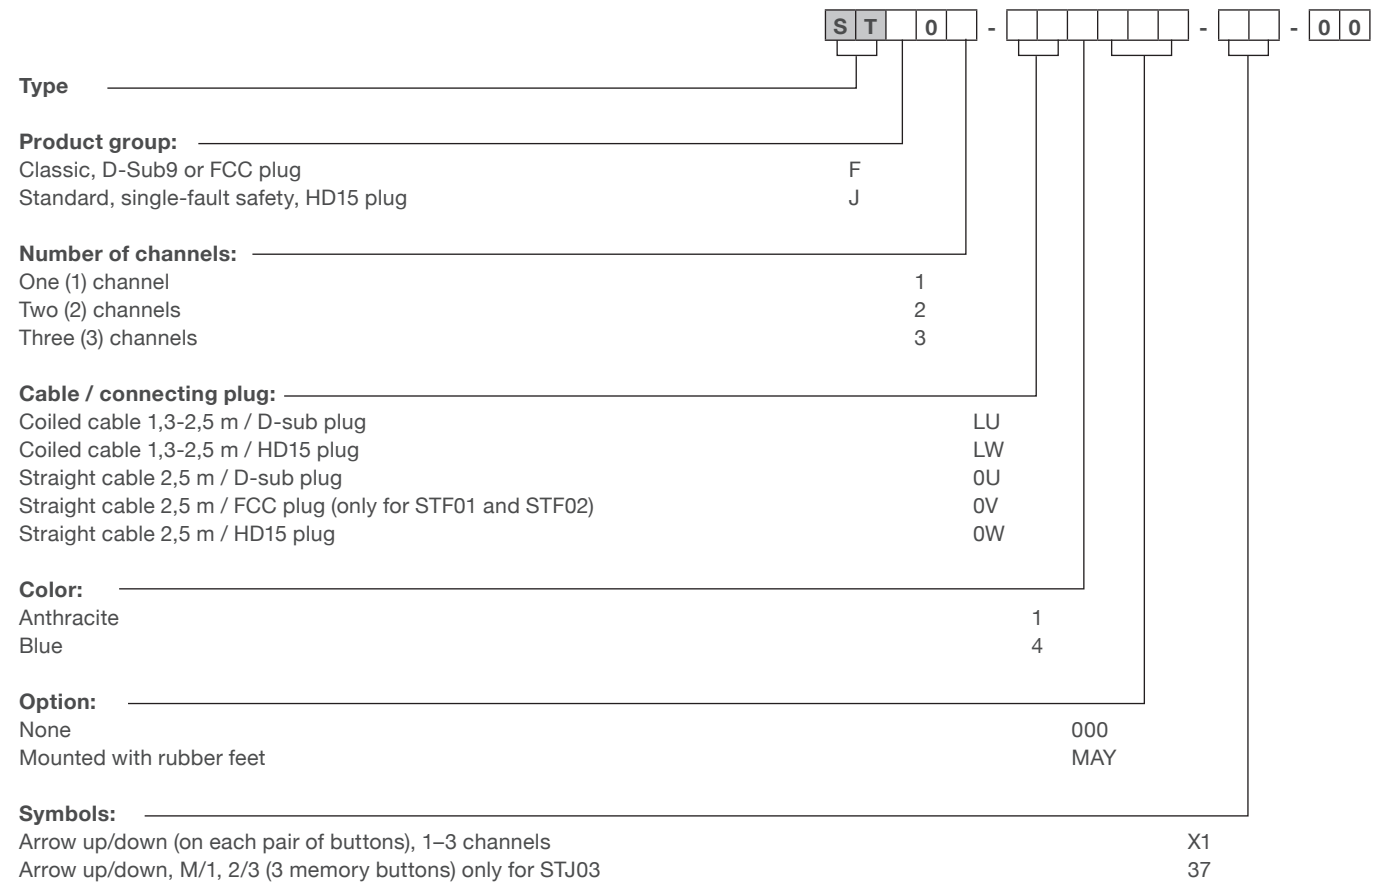 ST 0 - - - 00
Type
Product group:
Classic, D-Sub9 or FCC plug F
Standard, single-fault safety, HD15 plug J
Number of channels:
One (1) channel 1
Two (2) channels 2
Three (3) channels 3
Cable / connecting plug:
Coiled cable 1,3-2,5 m / D-sub plug LU
Coiled cable 1,3-2,5 m / HD15 plug LW
Straight cable 2,5 m / D-sub plug 0U
Straight cable 2,5 m / FCC plug (only for STF01 and STF02) 0V
Straight cable 2,5 m / HD15 plug 0W
Color:
Anthracite 1
Blue 4
Option:
None 000
Mounted with rubber feet MAY
Symbols:
Arrow up/down (on each pair of buttons), 1–3 channels X1
Arrow up/down, M/1, 2/3 (3 memory buttons) only for STJ03 37